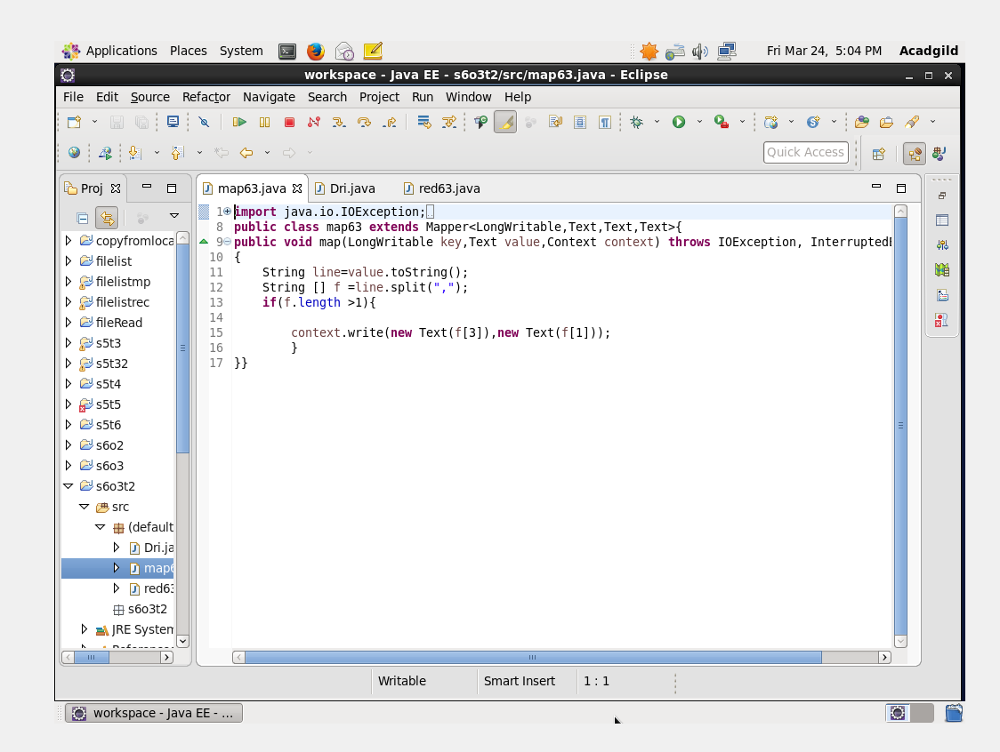 Applications Places System Fri Mar 24, 5:04 PM Acadgild
workspace - Java EE - s6o3t2/src/map63.java - Eclipse
File Edit Source Refactor Navigate Search Project Run Window Help
Quick Access
Proj
map63.java Dri.java red63.java
copyfromloca
filelist
filelistmp
filelistrec
fileRead
s5t3
s5t32
s5t4
s5t5
s5t6
s6o2
s6o3
s6o3t2
src
(default
Dri.ja
map6
red63
s6o3t2
JRE System
1 import java.io.IOException;
8 public class map63 extends Mapper<LongWritable,Text,Text,Text>{
9 public void map(LongWritable key,Text value,Context context) throws IOException, Interrupted
10 {
11 String line=value.toString();
12 String [] f =line.split(",");
13 if(f.length >1){
14
15 context.write(new Text(f[3]),new Text(f[1]));
16 }
17 }}
Writable Smart Insert 1 : 1
workspace - Java EE - ...